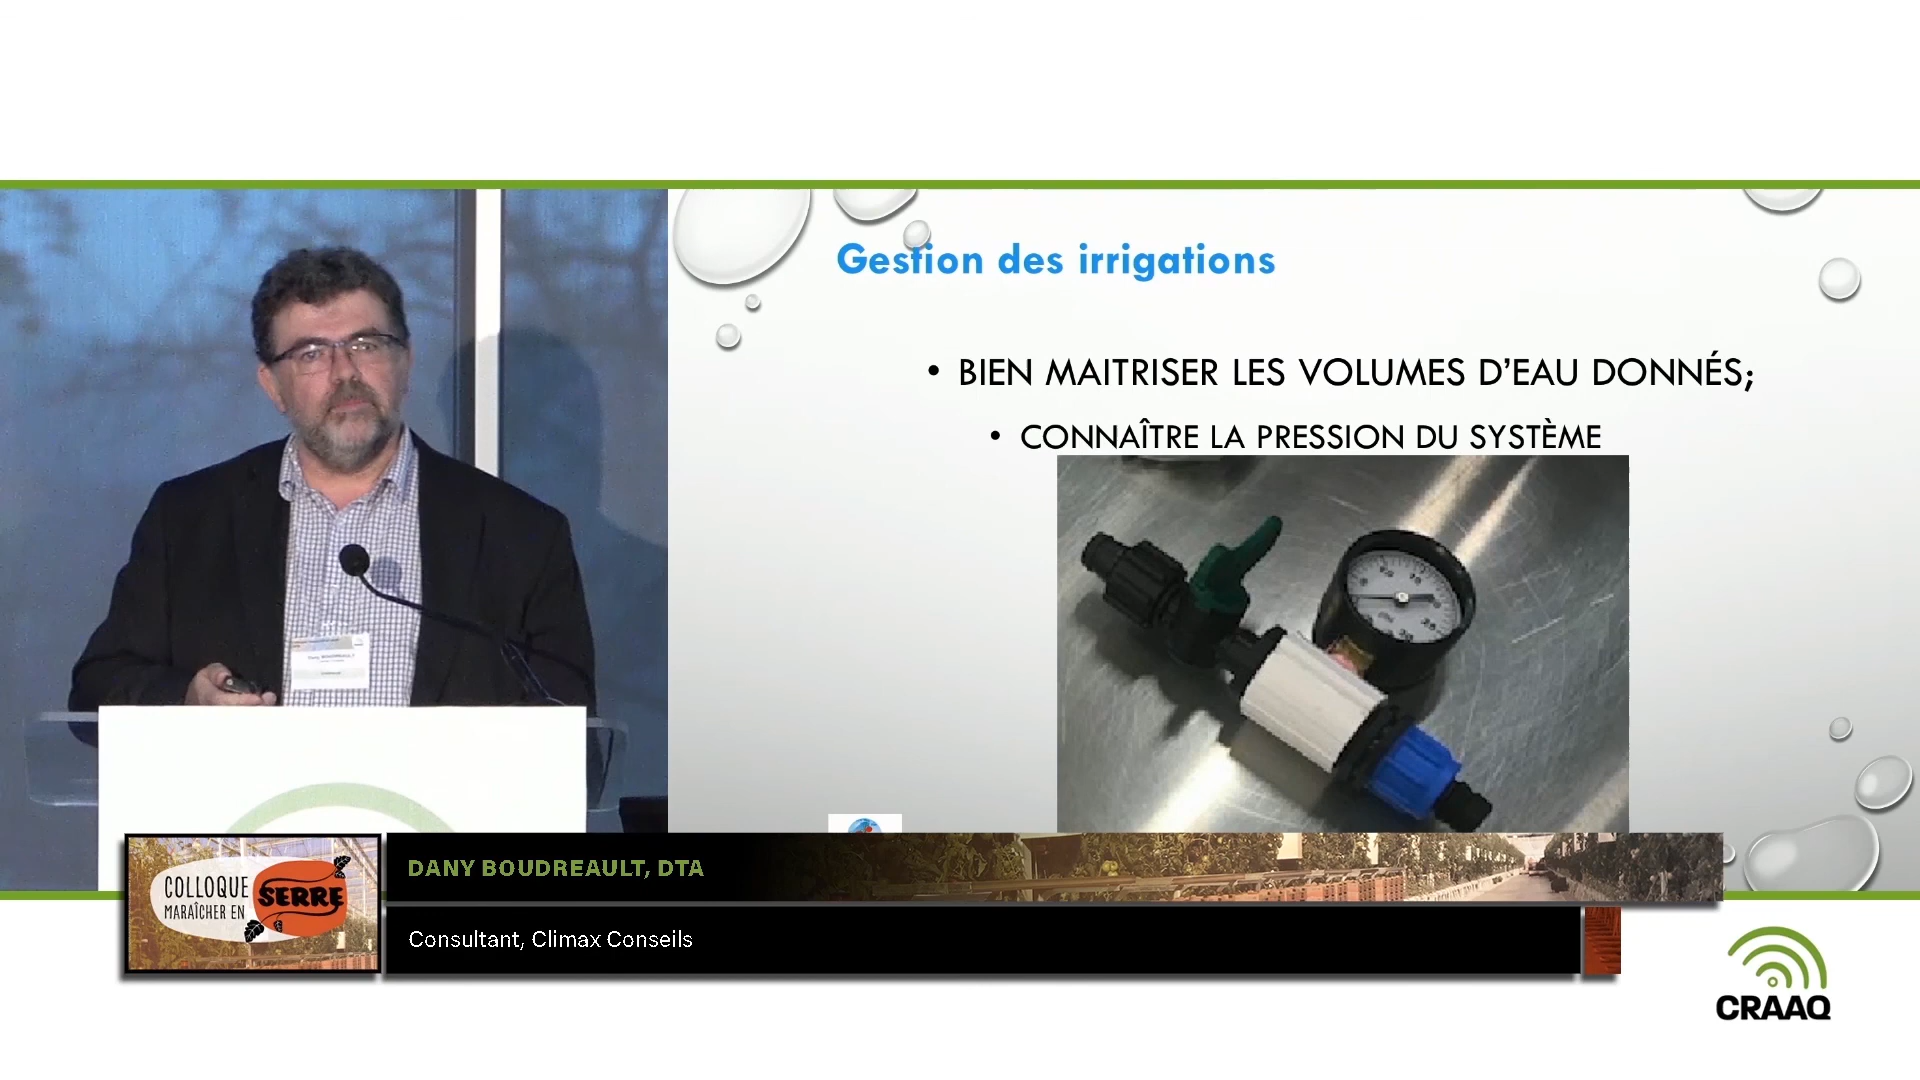 Gestion des irrigations
• BIEN MAITRISER LES VOLUMES D’EAU DONNÉS;
• CONNAÎTRE LA PRESSION DU SYSTÈME
COLLOQUE
MARAÎCHER EN
SERRE
DANY BOUDREAULT, DTA
Consultant, Climax Conseils
CRAAQ